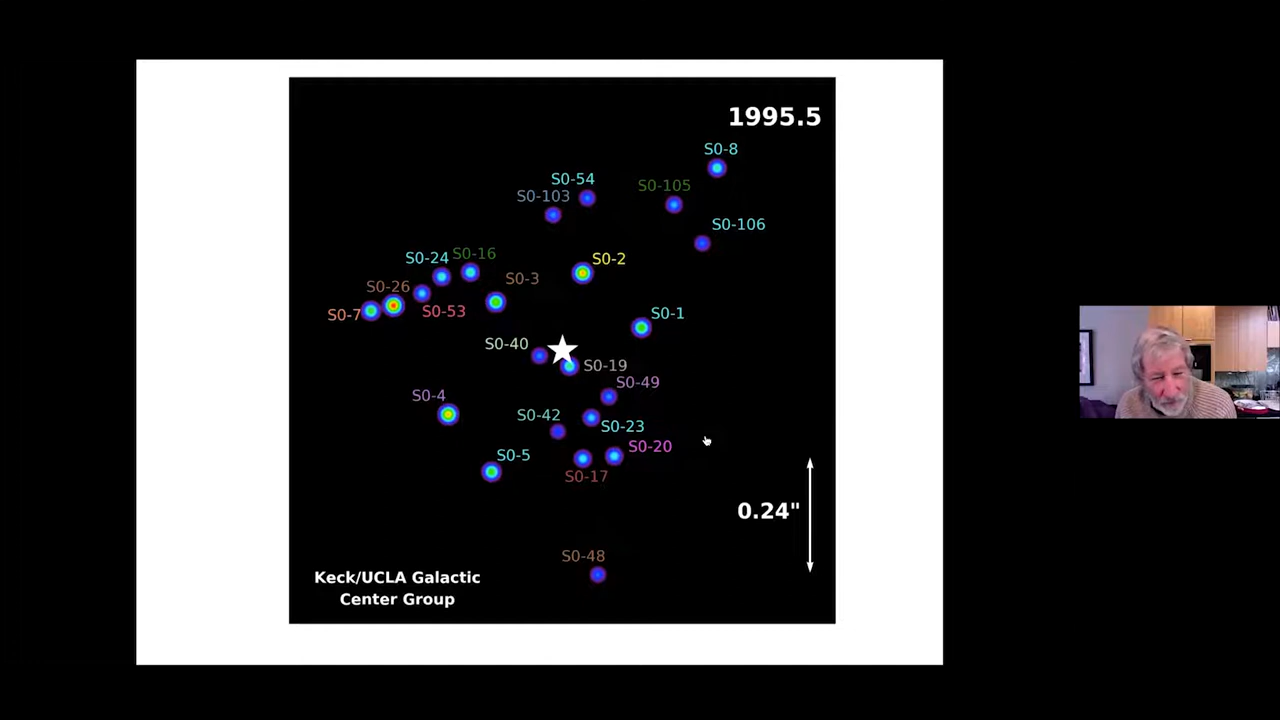 1995.5
S0-8
S0-54
S0-105
S0-103
S0-106
S0-16
S0-24
S0-2
S0-3
S0-26
S0-53
S0-7
S0-1
S0-40
S0-19
S0-49
S0-4
S0-42
S0-23
S0-20
S0-5
S0-17
0.24"
S0-48
Keck/UCLA Galactic
Center Group